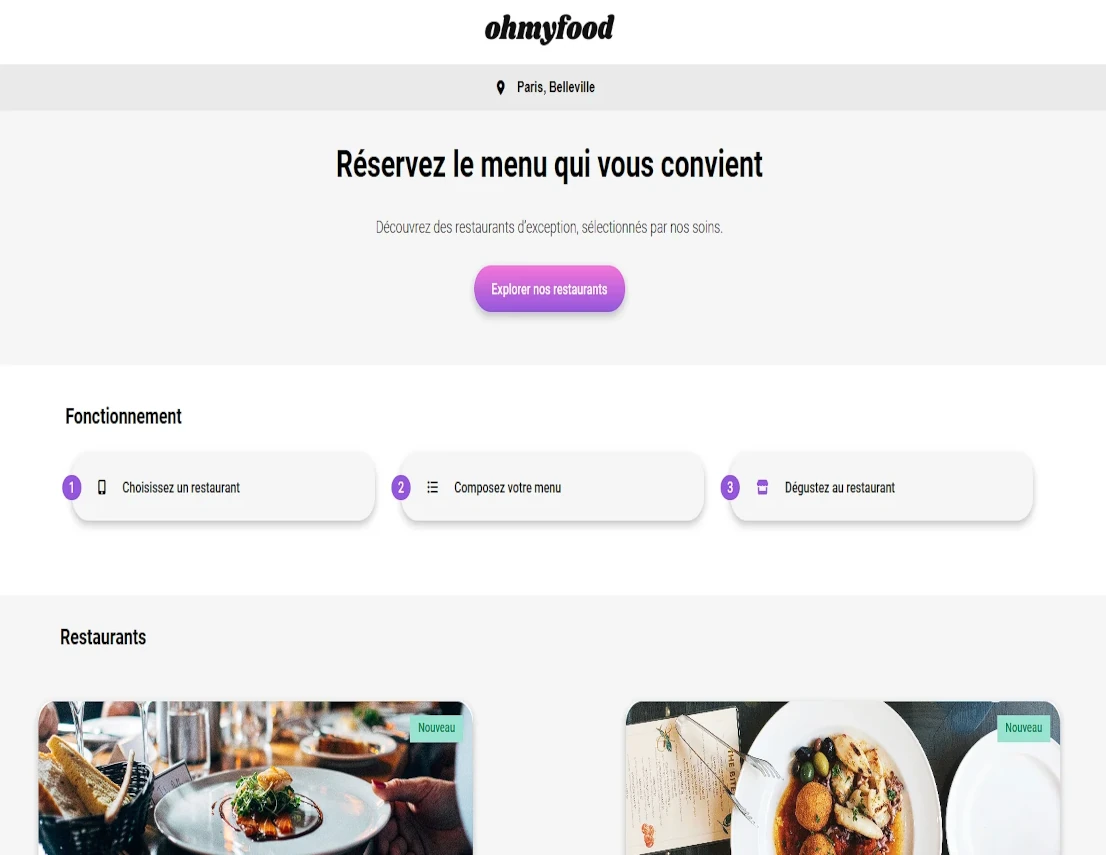 ohmyfood
Paris, Belleville
Réservez le menu qui vous convient
Découvrez des restaurants d'exception, sélectionnés par nos soins.
Explorer nos restaurants
Fonctionnement
1 Choisissez un restaurant
2 Composez votre menu
3 Dégustez au restaurant
Restaurants
Nouveau
Nouveau